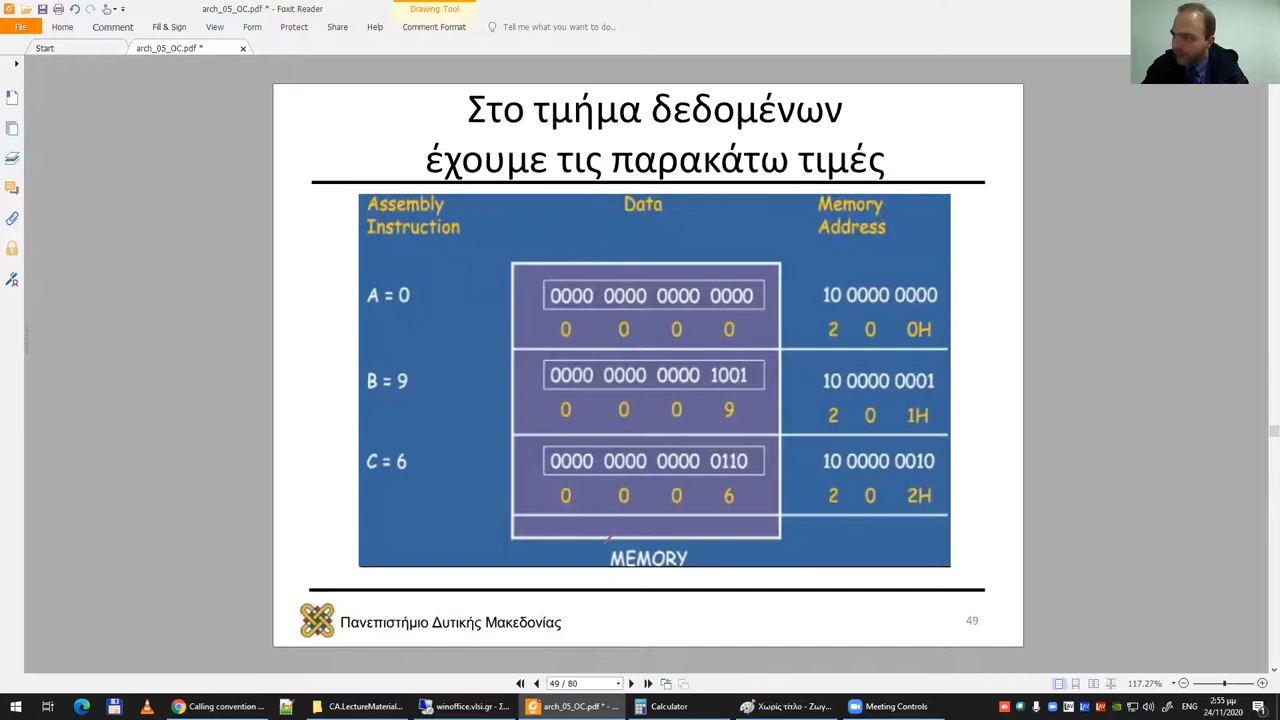 arch_05_OC.pdf * - Foxit Reader
Drawing Tool
File Home Comment Fill & Sign View Form Protect Share Help Comment Format Tell me what you want to do..
Start arch_05_OC.pdf *
Στο τμήμα δεδομένων
έχουμε τις παρακάτω τιμές
Assembly Data Memory
Instruction Address
A = 0 0000 0000 0000 0000 10 0000 0000
0 0 0 0 2 0 0H
B = 9 0000 0000 0000 1001 10 0000 0001
0 0 0 9 2 0 1H
C = 6 0000 0000 0000 0110 10 0000 0010
0 0 0 6 2 0 2H
MEMORY
Πανεπιστήμιο Δυτικής Μακεδονίας 49
49 / 80 117.27%
Calling convention ... CA.LectureMaterial... winoffice.vlsi.gr - Σ... arch_05_OC.pdf * - ... Calculator Χωρίς τίτλο - Ζωγ... Meeting Controls 2:55 μμ
24/11/2020